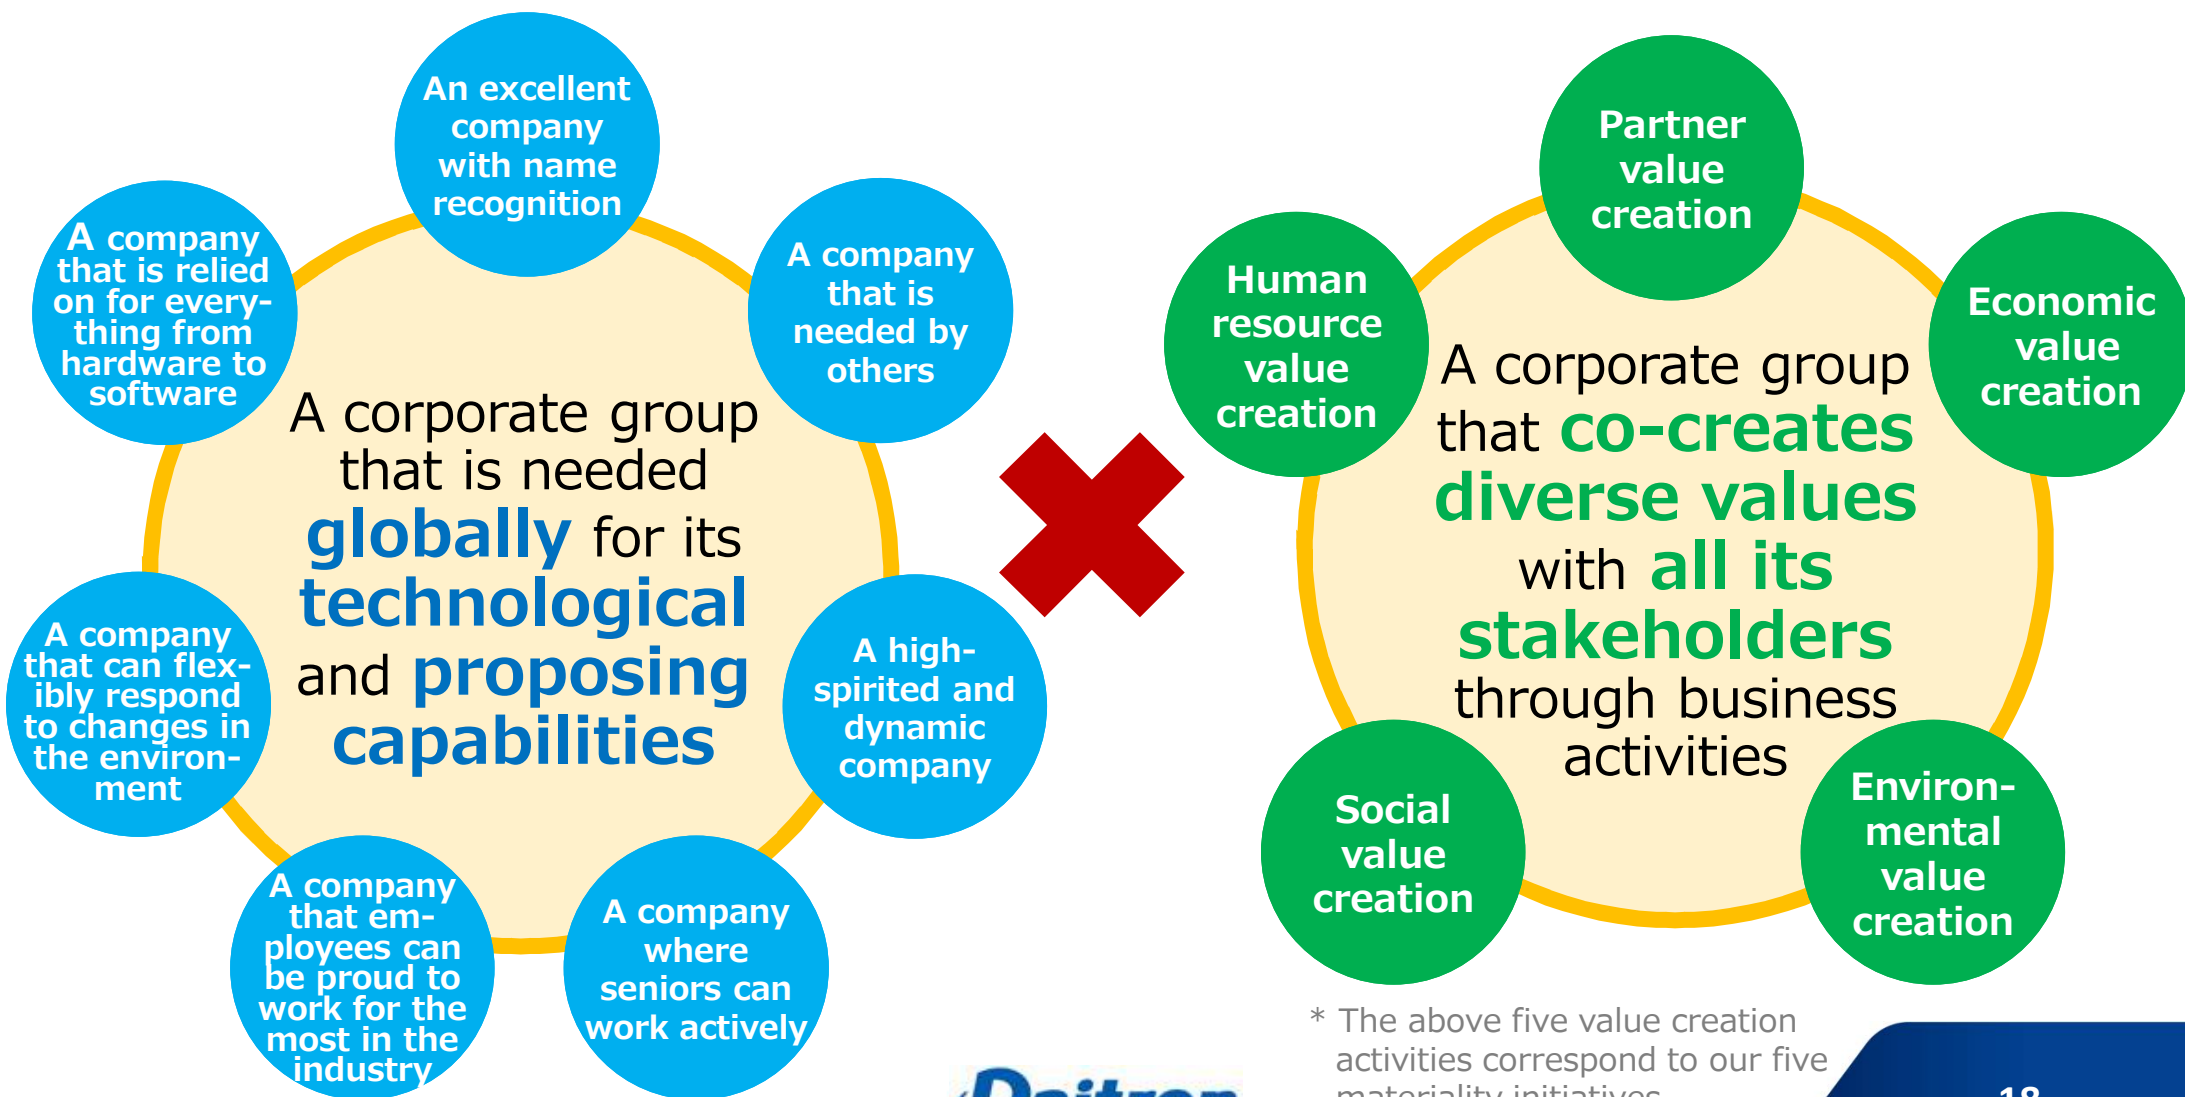 An excellent
company
with name
recognition
A company
that is
needed by
others
A high-
spirited and
dynamic
company
A company
where
seniors can
work actively
A company
that em-
ployees can
be proud to
work for the
most in the
industry
A company
that can flex-
ibly respond
to changes in
the environ-
ment
A company
that is relied
on for every-
thing from
hardware to
software
A corporate group
that is needed
globally for its
technological
and proposing
capabilities
Partner
value
creation
Economic
value
creation
Environ-
mental
value
creation
Social
value
creation
Human
resource
value
creation
A corporate group
that co-creates
diverse values
with all its
stakeholders
through business
activities
* The above five value creation
activities correspond to our five
materiality initiatives
Daitron
18